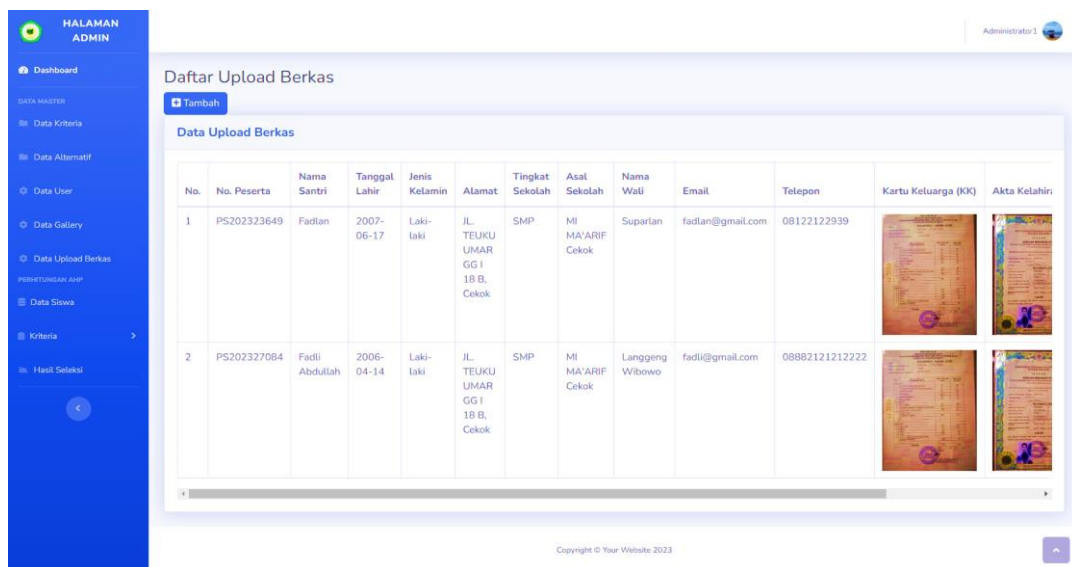 HALAMAN
ADMIN
Administrator1
Dashboard
DATA MASTER
Data Kriteria
Data Alternatif
Data User
Data Gallery
Data Upload Berkas
PERHITUNGAN AHP
Data Siswa
Kriteria
Hasil Seleksi
Daftar Upload Berkas
Tambah
Data Upload Berkas
No. No. Peserta Nama Santri Tanggal Lahir Jenis Kelamin Alamat Tingkat Sekolah Asal Sekolah Nama Wali Email Telepon Kartu Keluarga (KK) Akta Kelahira
1 PS202323649 Fadlan 2007-06-17 Laki-laki JL. TEUKU UMAR GG I 18 B, Cekok SMP MI MA'ARIF Cekok Suparlan fadlan@gmail.com 08122122939
2 PS202327084 Fadli Abdullah 2006-04-14 Laki-laki JL. TEUKU UMAR GG I 18 B, Cekok SMP MI MA'ARIF Cekok Langgeng Wibowo fadli@gmail.com 08882121212222
Copyright © Your Website 2023